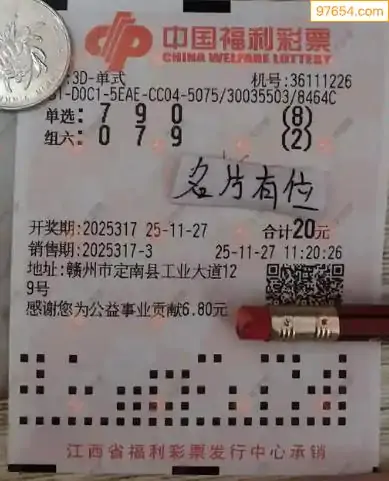 97654.com
中国福利彩票
CHINA WELFARE LOTTERY
:3D-单式 机号:36111226
1-D0C1-5EAE-CC04-5075/30035503/8464C
单选: 7 9 0 (8)
组六: 0 7 9 (2)
名片有位
开奖期:2025317 25-11-27 合计20元
销售期:2025317-3 25-11-27 11:20:26
地址:赣州市定南县工业大道12
9号
感谢您为公益事业贡献6.80元
江西省福利彩票发行中心承销